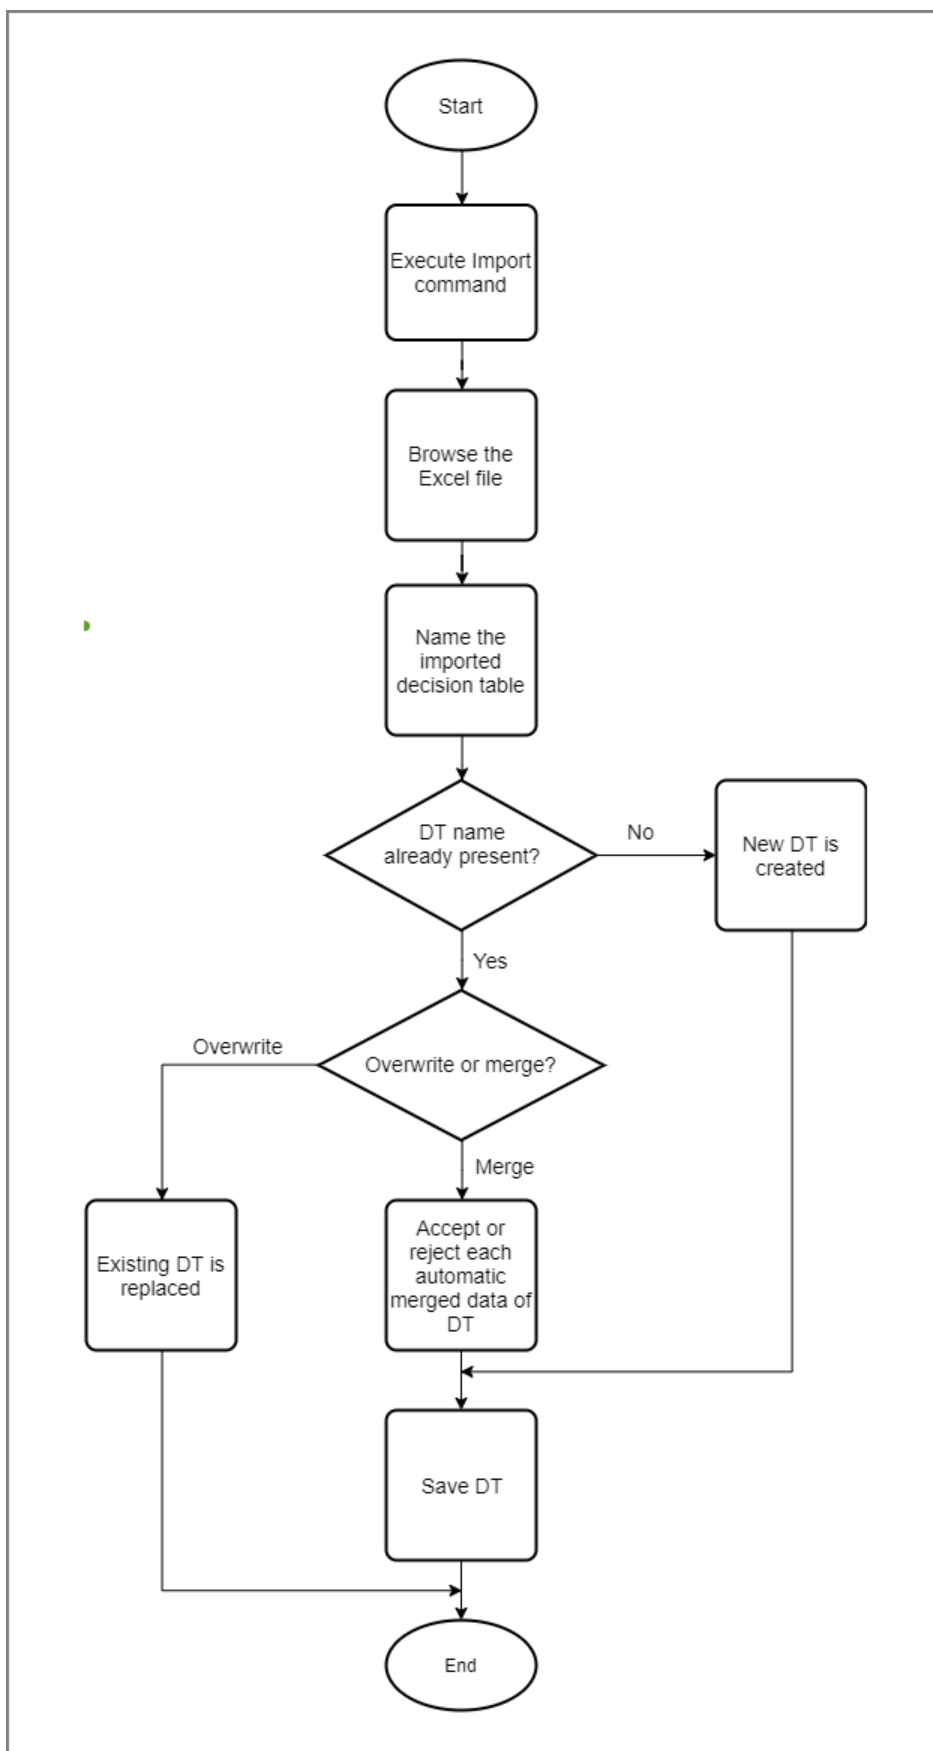 Start
Execute Import
command
Browse the
Excel file
Name the
imported
decision table
DT name
already present?
No
New DT is
created
Yes
Overwrite
Overwrite or merge?
Merge
Existing DT is
replaced
Accept or
reject each
automatic
merged data of
DT
Save DT
End